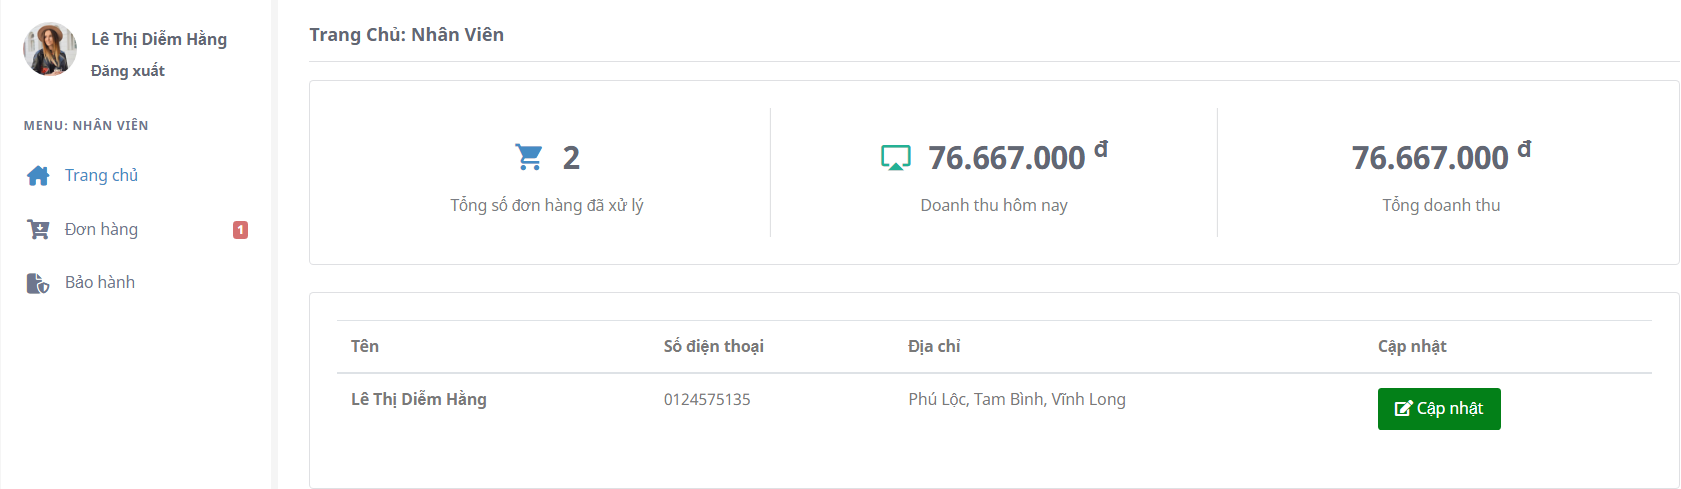 Lê Thị Diễm Hằng
Đăng xuất
MENU: NHÂN VIÊN
Trang chủ
Đơn hàng 1
Bảo hành
Trang Chủ: Nhân Viên
2
Tổng số đơn hàng đã xử lý
76.667.000 đ
Doanh thu hôm nay
76.667.000 đ
Tổng doanh thu
Tên Số điện thoại Địa chỉ Cập nhật
Lê Thị Diễm Hằng 0124575135 Phú Lộc, Tam Bình, Vĩnh Long Cập nhật